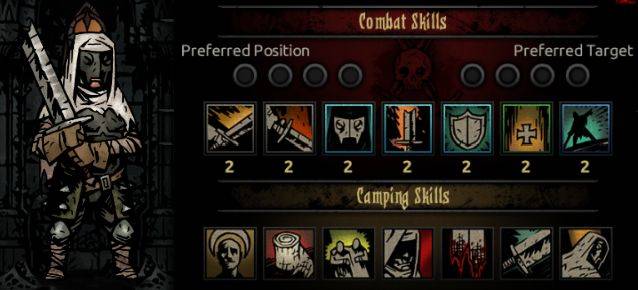 Combat Skills
Preferred Position Preferred Target
2 2 2 2 2 2 2
Camping Skills